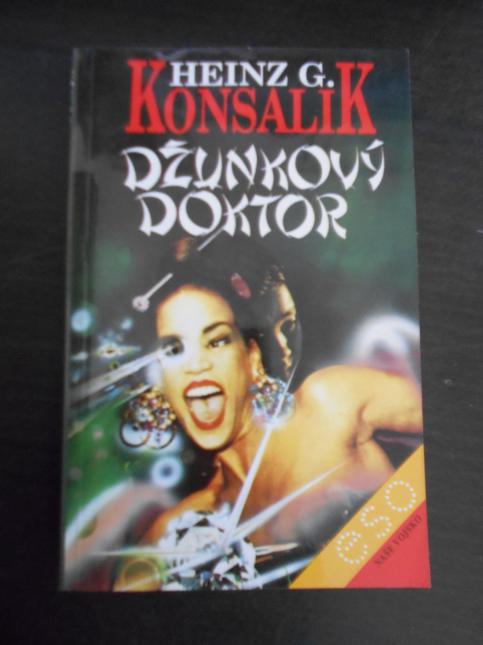 HEINZ G.
KONSALIK
DŽUNKOVÝ
DOKTOR
eso
NAŠE VOJSKO